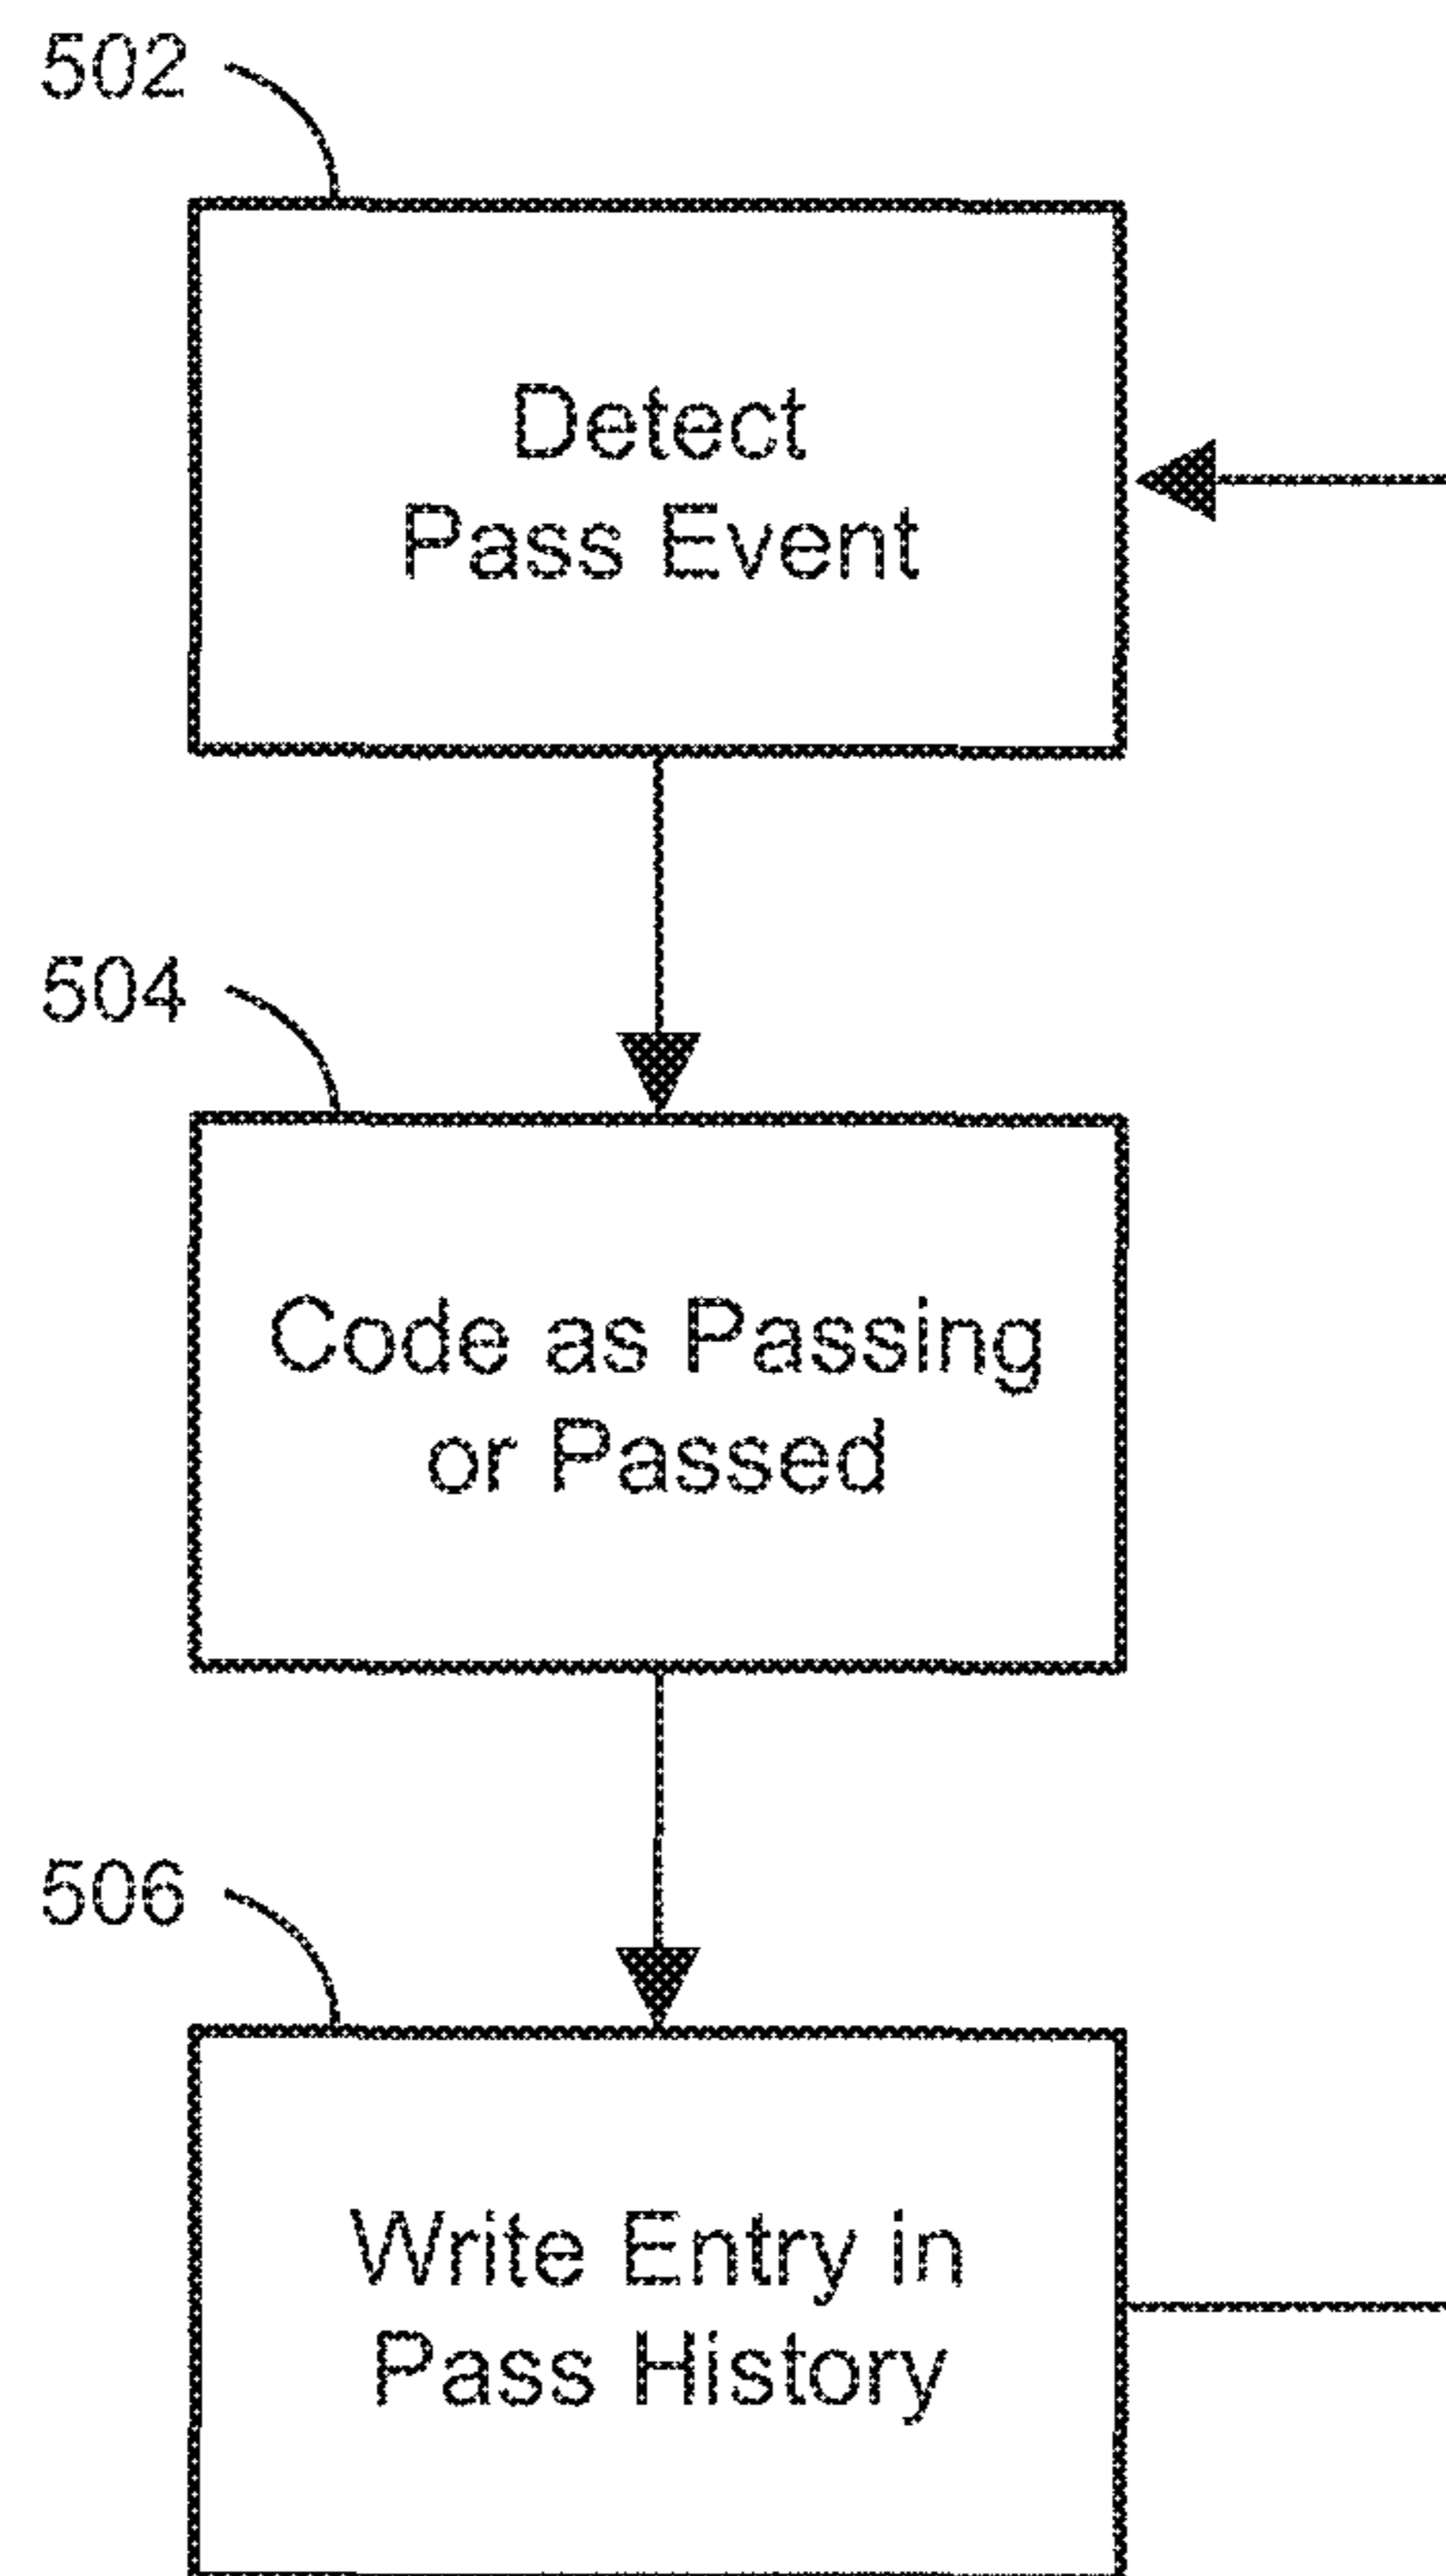 502
Detect
Pass Event
504
Code as Passing
or Passed
506
Write Entry in
Pass History